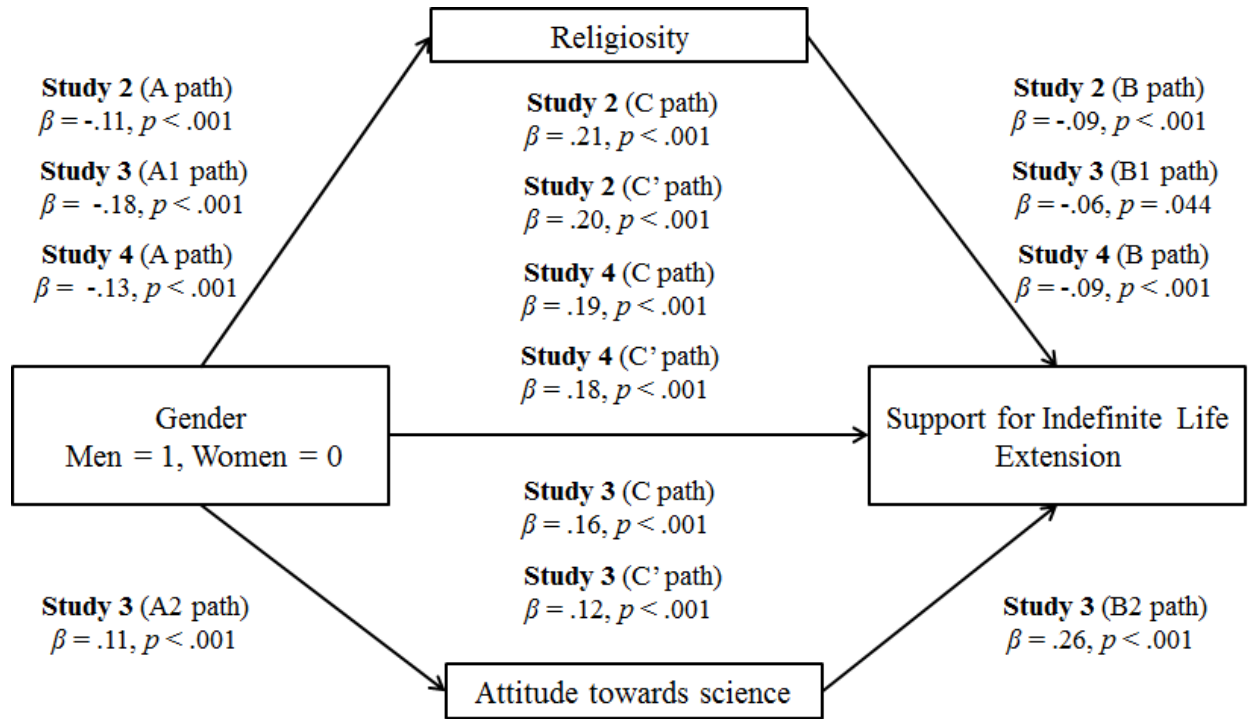 Religiosity
Study 2 (A path)
β = -.11, p < .001
Study 3 (A1 path)
β = -.18, p < .001
Study 4 (A path)
β = -.13, p < .001
Study 2 (C path)
β = .21, p < .001
Study 2 (C’ path)
β = .20, p < .001
Study 4 (C path)
β = .19, p < .001
Study 4 (C’ path)
β = .18, p < .001
Study 2 (B path)
β = -.09, p < .001
Study 3 (B1 path)
β = -.06, p = .044
Study 4 (B path)
β = -.09, p < .001
Gender
Men = 1, Women = 0
Support for Indefinite Life
Extension
Study 3 (C path)
β = .16, p < .001
Study 3 (C’ path)
β = .12, p < .001
Study 3 (A2 path)
β = .11, p < .001
Study 3 (B2 path)
β = .26, p < .001
Attitude towards science